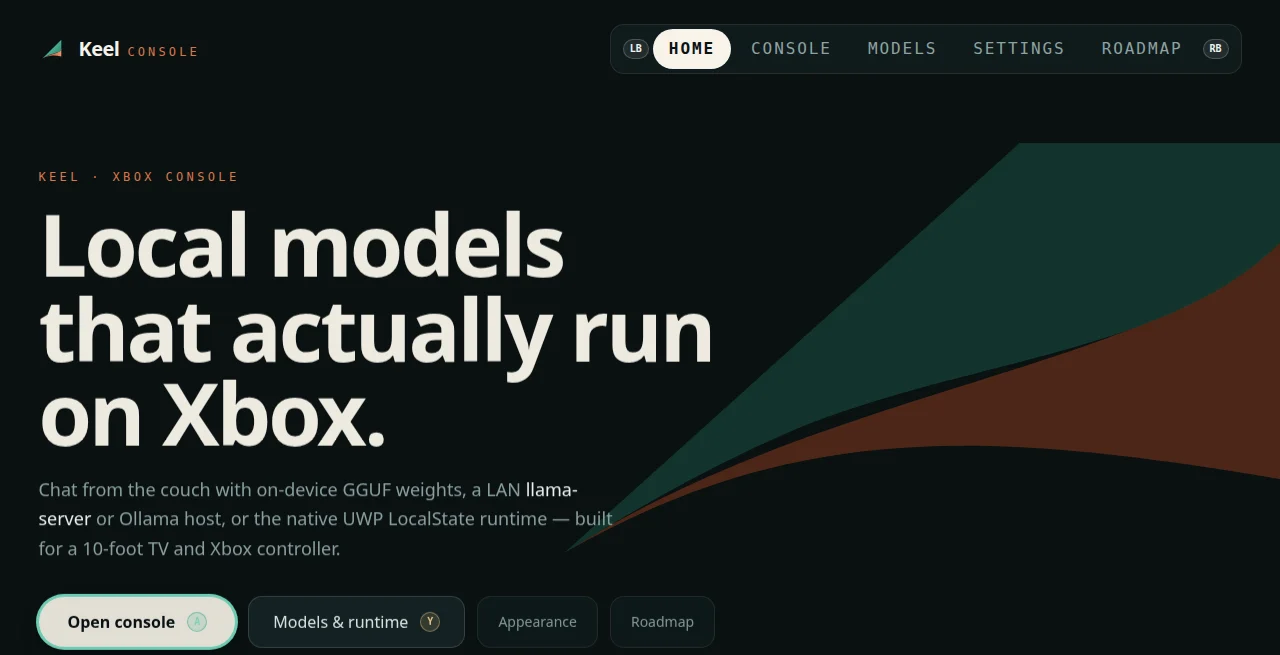 Keel CONSOLE
LB HOME CONSOLE MODELS SETTINGS ROADMAP RB
KEEL · XBOX CONSOLE
Local models
that actually run
on Xbox.
Chat from the couch with on-device GGUF weights, a LAN llama-
server or Ollama host, or the native UWP LocalState runtime — built
for a 10-foot TV and Xbox controller.
Open console A Models & runtime Y Appearance Roadmap